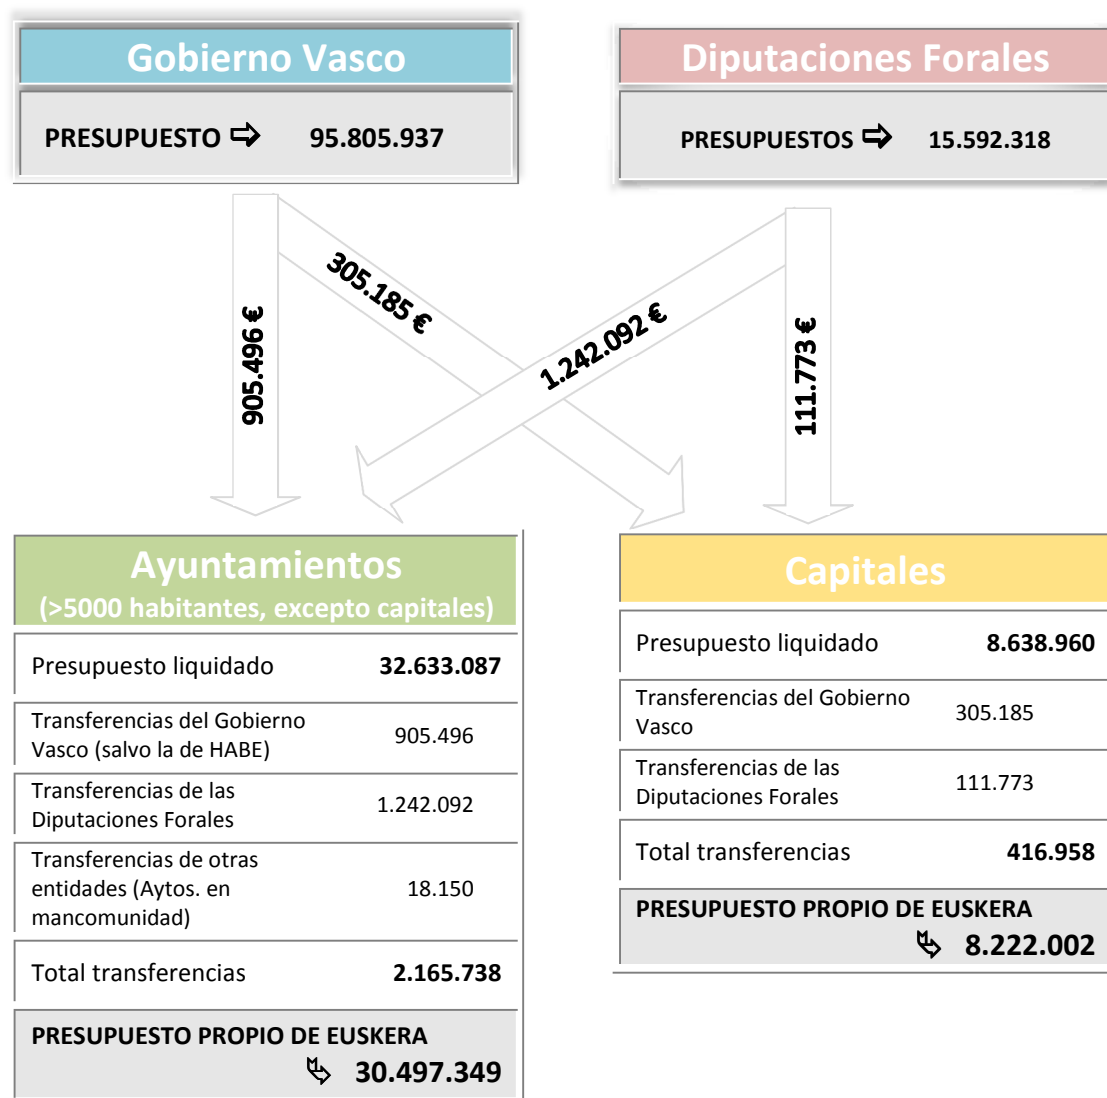 Gobierno Vasco
PRESUPUESTO ⇨ 95.805.937
Diputaciones Forales
PRESUPUESTOS ⇨ 15.592.318
905.496 €
305.185 €
1.242.092 €
111.773 €
Ayuntamientos
(>5000 habitantes, excepto capitales)
Presupuesto liquidado 32.633.087
Transferencias del Gobierno
Vasco (salvo la de HABE) 905.496
Transferencias de las
Diputaciones Forales 1.242.092
Transferencias de otras
entidades (Aytos. en
mancomunidad) 18.150
Total transferencias 2.165.738
PRESUPUESTO PROPIO DE EUSKERA
30.497.349
Capitales
Presupuesto liquidado 8.638.960
Transferencias del Gobierno
Vasco 305.185
Transferencias de las
Diputaciones Forales 111.773
Total transferencias 416.958
PRESUPUESTO PROPIO DE EUSKERA
8.222.002